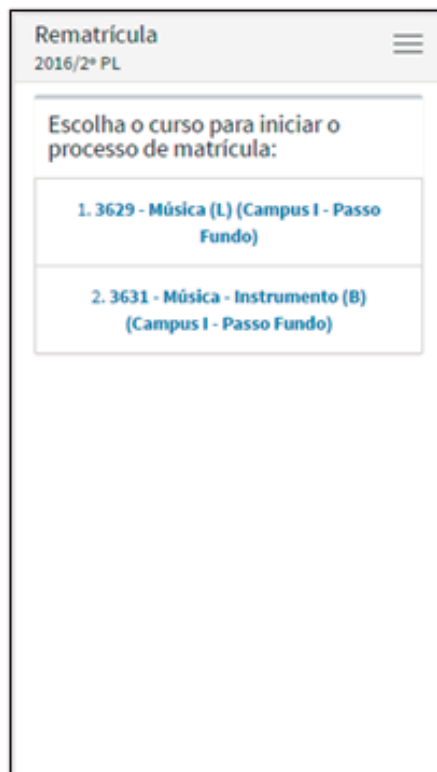 Rematrícula
2016/2º PL
Escolha o curso para iniciar o
processo de matrícula:
1. 3629 - Música (L) (Campus I - Passo
Fundo)
2. 3631 - Música - Instrumento (B)
(Campus I - Passo Fundo)